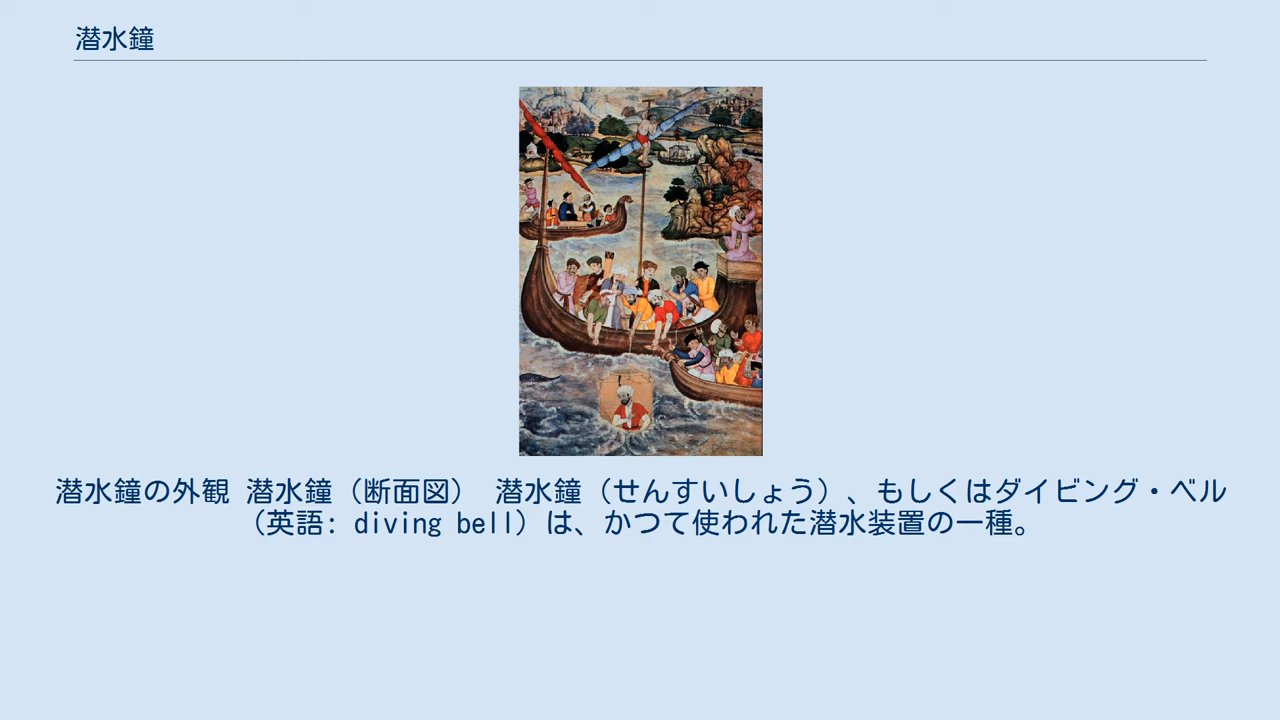 潜水鐘
潜水鐘の外観 潜水鐘（断面図） 潜水鐘（せんすいしょう）、もしくはダイビング・ベル
（英語: diving bell）は、かつて使われた潜水装置の一種。